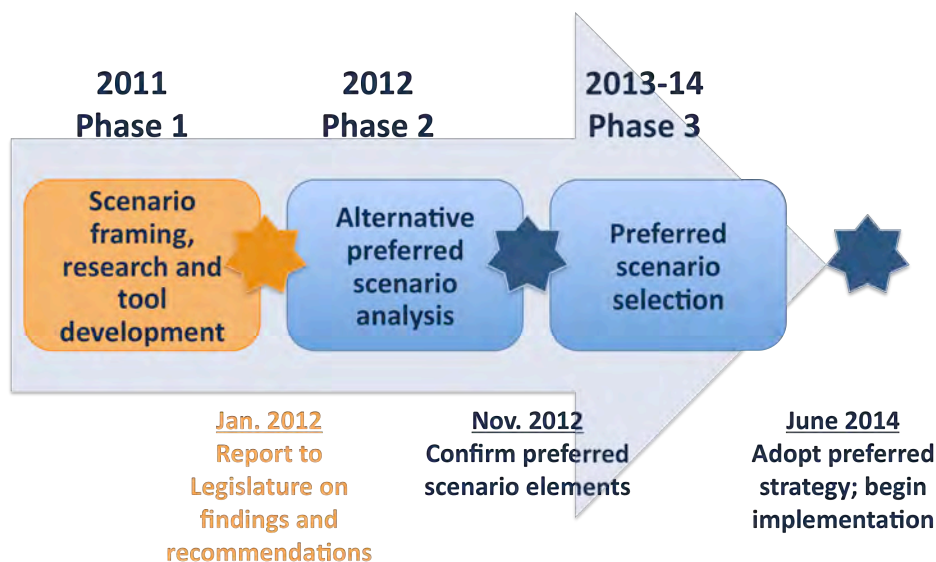 2011
Phase 1
2012
Phase 2
2013-14
Phase 3
Scenario
framing,
research and
tool
development
Alternative
preferred
scenario
analysis
Preferred
scenario
selection
Jan. 2012
Report to
Legislature on
findings and
recommendations
Nov. 2012
Confirm preferred
scenario elements
June 2014
Adopt preferred
strategy; begin
implementation